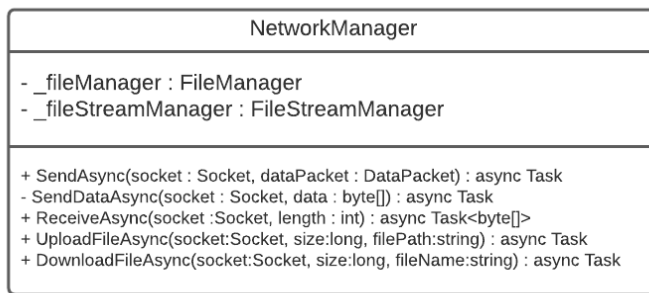 NetworkManager
- _fileManager : FileManager
- _fileStreamManager : FileStreamManager
+ SendAsync(socket : Socket, dataPacket : DataPacket) : async Task
- SendDataAsync(socket : Socket, data : byte[]) : async Task
+ ReceiveAsync(socket :Socket, length : int) : async Task<byte[]>
+ UploadFileAsync(socket:Socket, size:long, filePath:string) : async Task
+ DownloadFileAsync(socket:Socket, size:long, fileName:string) : async Task